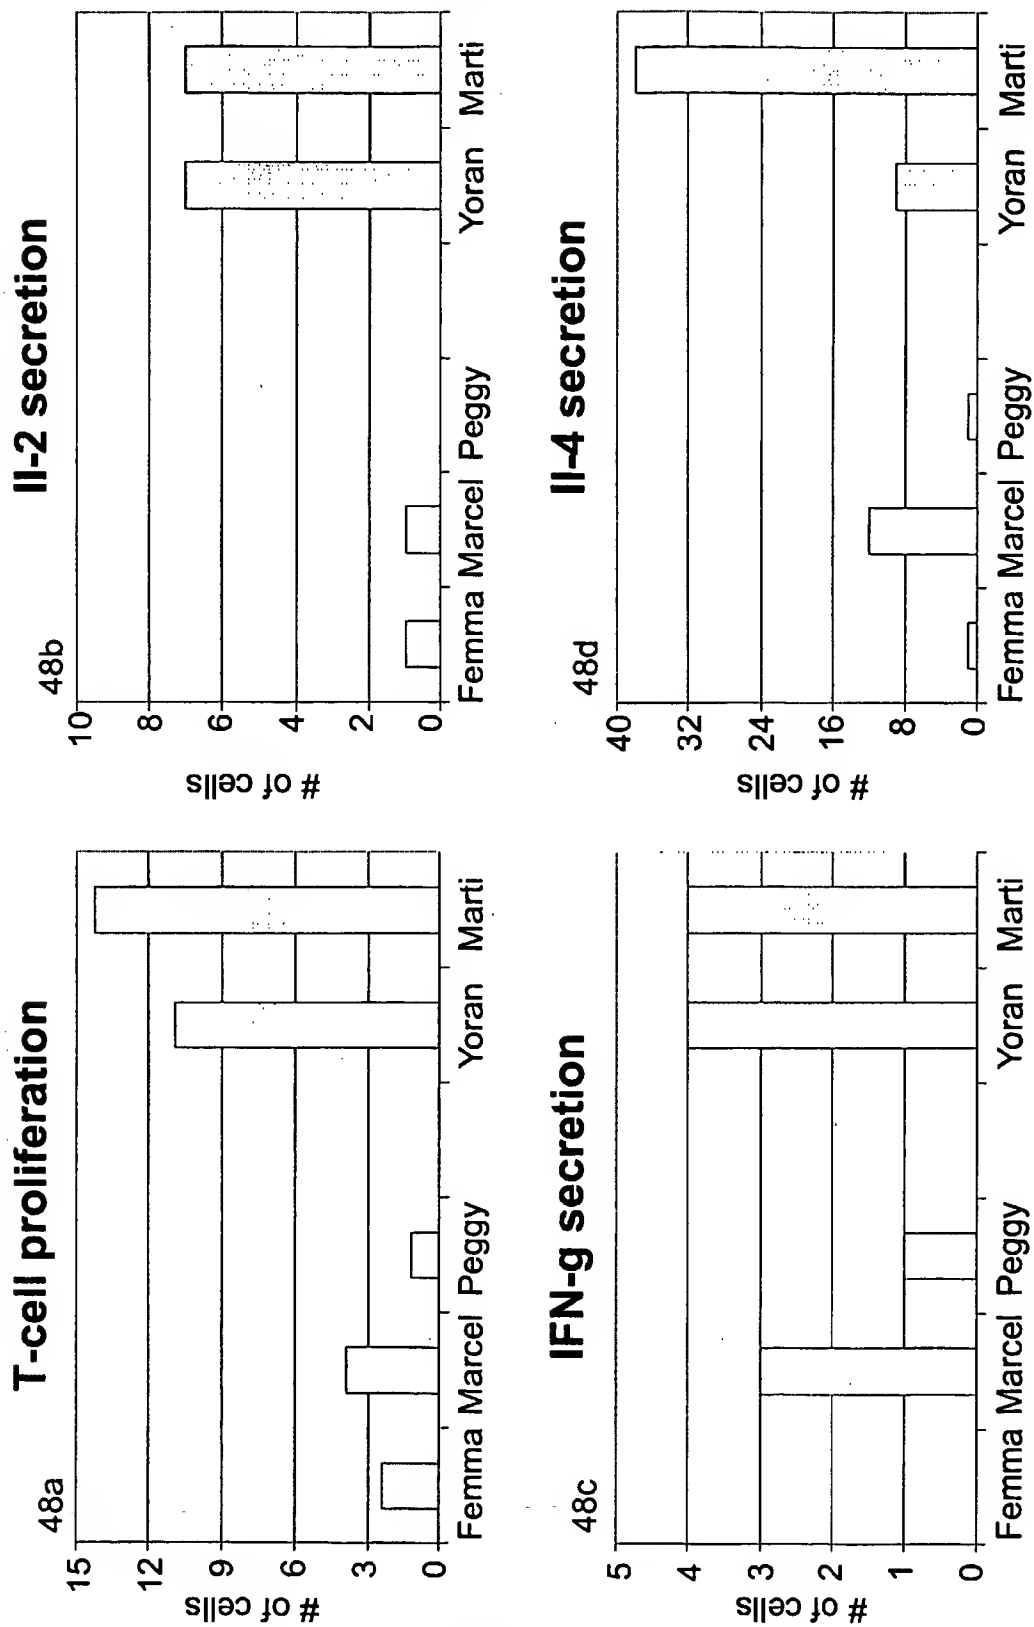 48a
T-cell proliferation
# of cells
15
12
9
6
3
0
Femma Marcel Peggy Yoran Marti
48b
Il-2 secretion
# of cells
10
8
6
4
2
0
Femma Marcel Peggy Yoran Marti
48c
IFN-g secretion
# of cells
5
4
3
2
1
0
Femma Marcel Peggy Yoran Marti
48d
Il-4 secretion
# of cells
40
32
24
16
8
0
Femma Marcel Peggy Yoran Marti